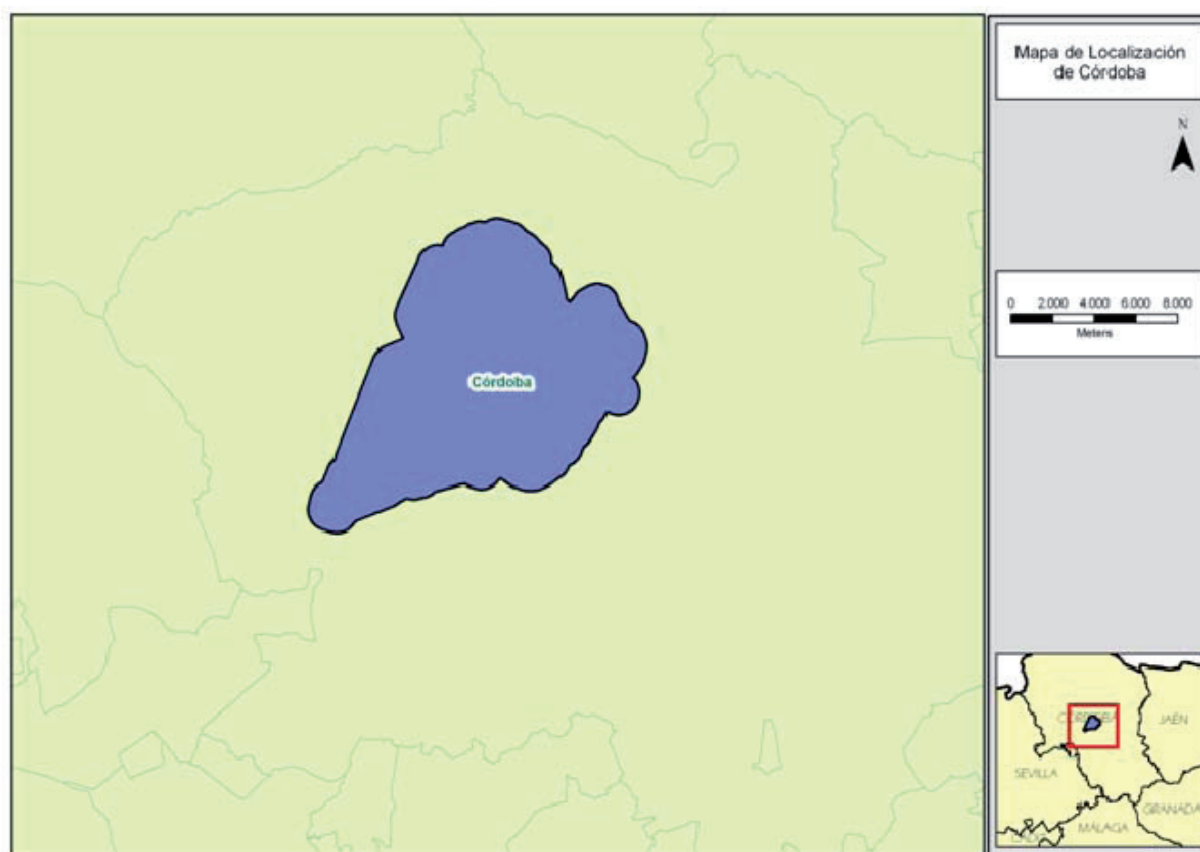 Mapa de Localización
de Córdoba
N
0 2.000 4.000 6.000 8.000
Meters
Córdoba
CÓRDOBA
JAÉN
SEVILLA
GRANADA
MÁLAGA